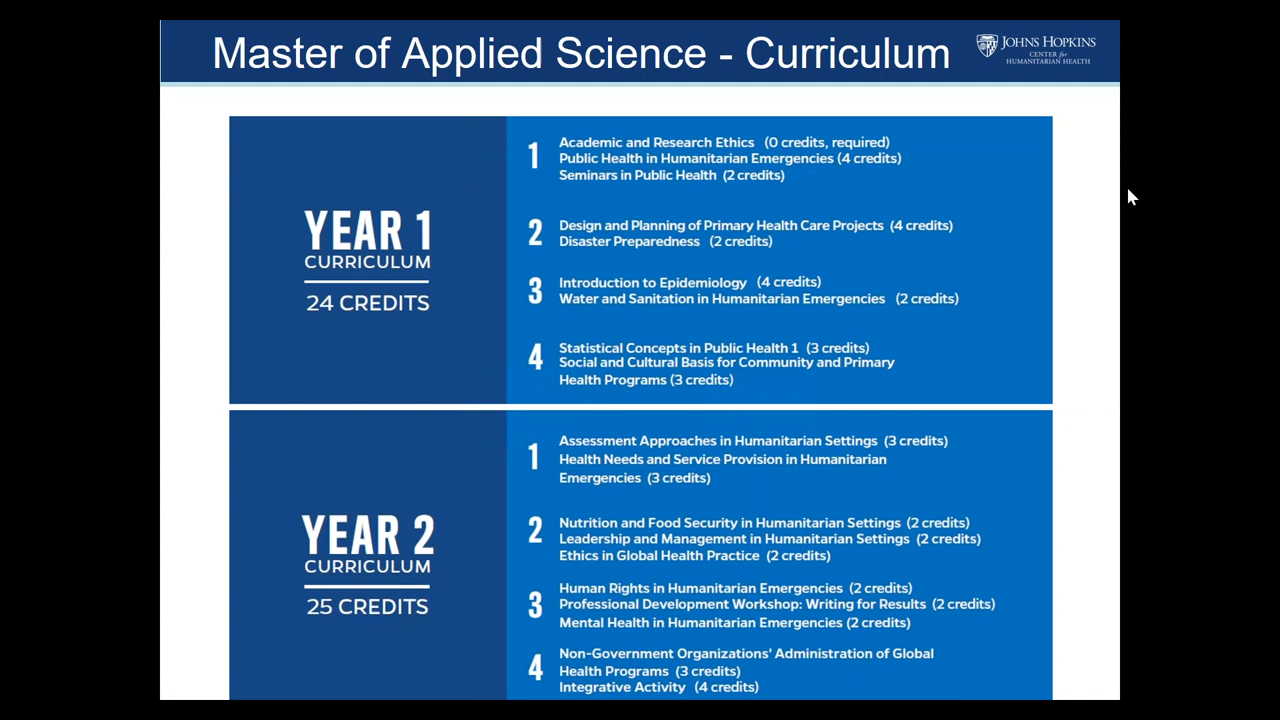 Master of Applied Science - Curriculum
JOHNS HOPKINS
CENTER for
HUMANITARIAN HEALTH
YEAR 1
CURRICULUM
24 CREDITS
1
Academic and Research Ethics (0 credits, required)
Public Health in Humanitarian Emergencies (4 credits)
Seminars in Public Health (2 credits)
2
Design and Planning of Primary Health Care Projects (4 credits)
Disaster Preparedness (2 credits)
3
Introduction to Epidemiology (4 credits)
Water and Sanitation in Humanitarian Emergencies (2 credits)
4
Statistical Concepts in Public Health 1 (3 credits)
Social and Cultural Basis for Community and Primary
Health Programs (3 credits)
YEAR 2
CURRICULUM
25 CREDITS
1
Assessment Approaches in Humanitarian Settings (3 credits)
Health Needs and Service Provision in Humanitarian
Emergencies (3 credits)
2
Nutrition and Food Security in Humanitarian Settings (2 credits)
Leadership and Management in Humanitarian Settings (2 credits)
Ethics in Global Health Practice (2 credits)
3
Human Rights in Humanitarian Emergencies (2 credits)
Professional Development Workshop: Writing for Results (2 credits)
Mental Health in Humanitarian Emergencies (2 credits)
4
Non-Government Organizations' Administration of Global
Health Programs (3 credits)
Integrative Activity (4 credits)